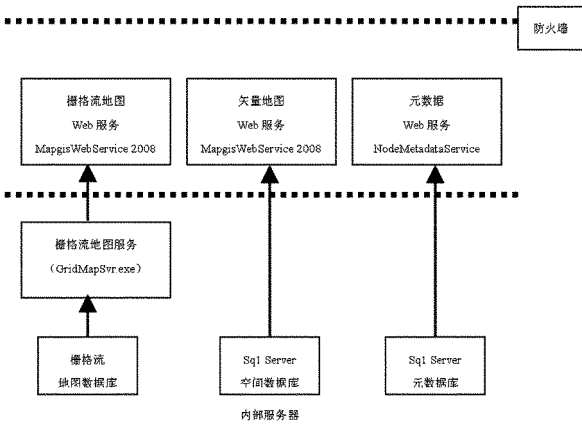 防火墙
栅格流地图
Web 服务
MapgisWebService 2008
矢量地图
Web 服务
MapgisWebService 2008
元数据
Web 服务
NodeMetadataService
栅格流地图服务
（GridMapSvr.exe）
栅格流
地图数据库
Sq1 Server
空间数据库
Sq1 Server
元数据库
内部服务器